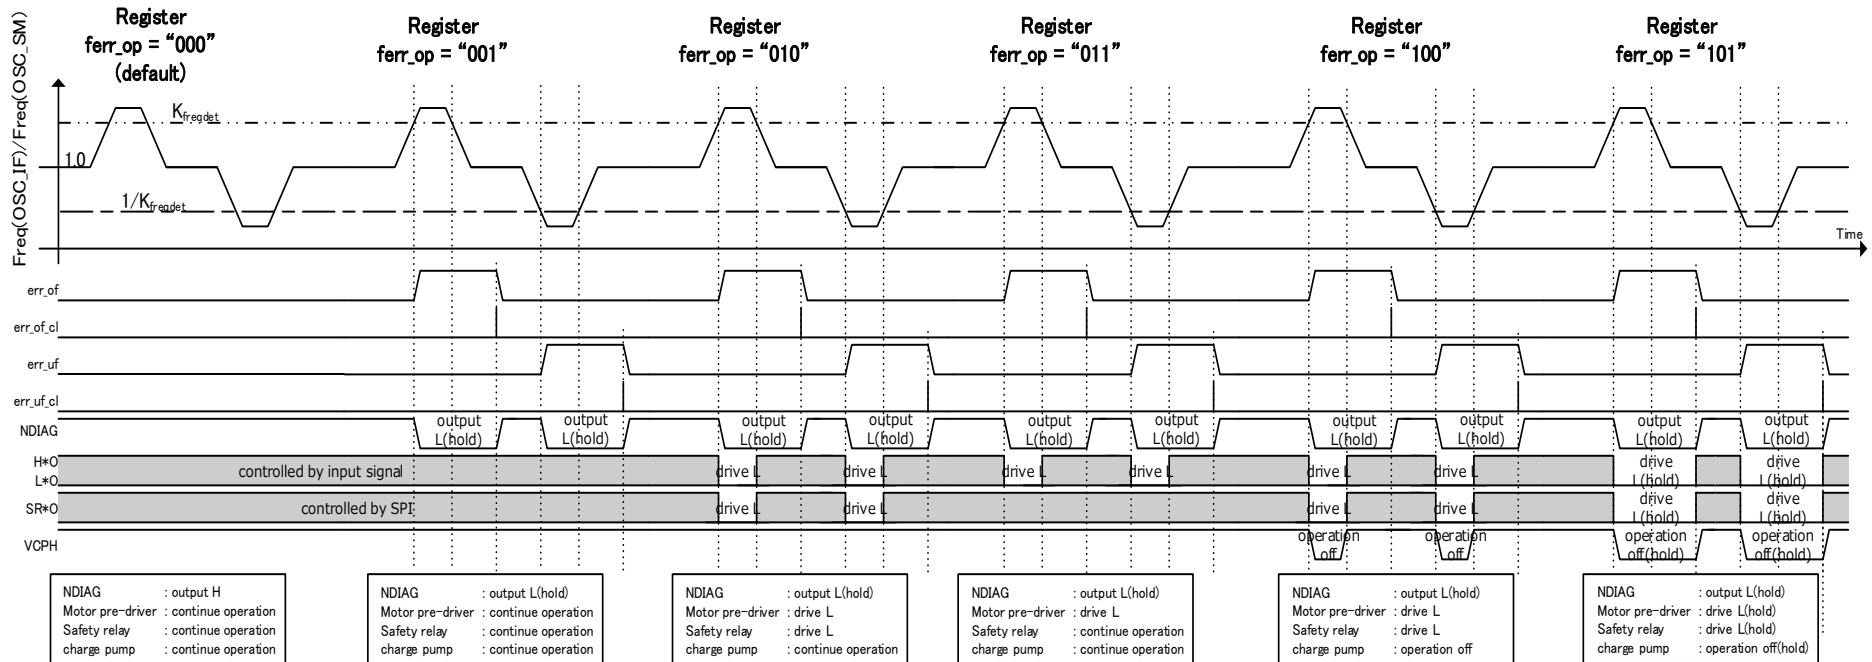 Register
ferr_op = “000”
(default)
Register
ferr_op = “001”
Register
ferr_op = “010”
Register
ferr_op = “011”
Register
ferr_op = “100”
Register
ferr_op = “101”
Freq(OSC_IF)/Freq(OSC_SM)
Kfreqdet
1.0
1/Kfreqdet
Time
err_of
err_of_cl
err_uf
err_uf_cl
NDIAG
output
L(hold)
output
L(hold)
output
L(hold)
output
L(hold)
output
L(hold)
output
L(hold)
output
L(hold)
output
L(hold)
output
L(hold)
output
L(hold)
H*O
L*O
controlled by input signal
drive L
drive L
drive L
drive L
drive L
drive L
drive
L(hold)
drive
L(hold)
SR*O
controlled by SPI
drive L
drive L
drive L
drive L
drive
L(hold)
drive
L(hold)
VCPH
operation
off
operation
off
operation
off(hold)
operation
off(hold)
NDIAG : output H
Motor pre-driver : continue operation
Safety relay : continue operation
charge pump : continue operation
NDIAG : output L(hold)
Motor pre-driver : continue operation
Safety relay : continue operation
charge pump : continue operation
NDIAG : output L(hold)
Motor pre-driver : drive L
Safety relay : drive L
charge pump : continue operation
NDIAG : output L(hold)
Motor pre-driver : drive L
Safety relay : continue operation
charge pump : continue operation
NDIAG : output L(hold)
Motor pre-driver : drive L
Safety relay : drive L
charge pump : operation off
NDIAG : output L(hold)
Motor pre-driver : drive L(hold)
Safety relay : drive L(hold)
charge pump : operation off(hold)